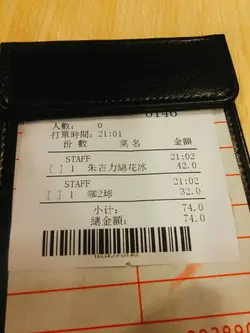 0146
人數: 0
打單時間: 21:01
份 數 菜 名 金額
STAFF 21:02
[ ] 1 朱古力綿花冰 42.0
STAFF 21:02
[ ] 1 咖2球 32.0
小计: 74.0
總金額: 74.0